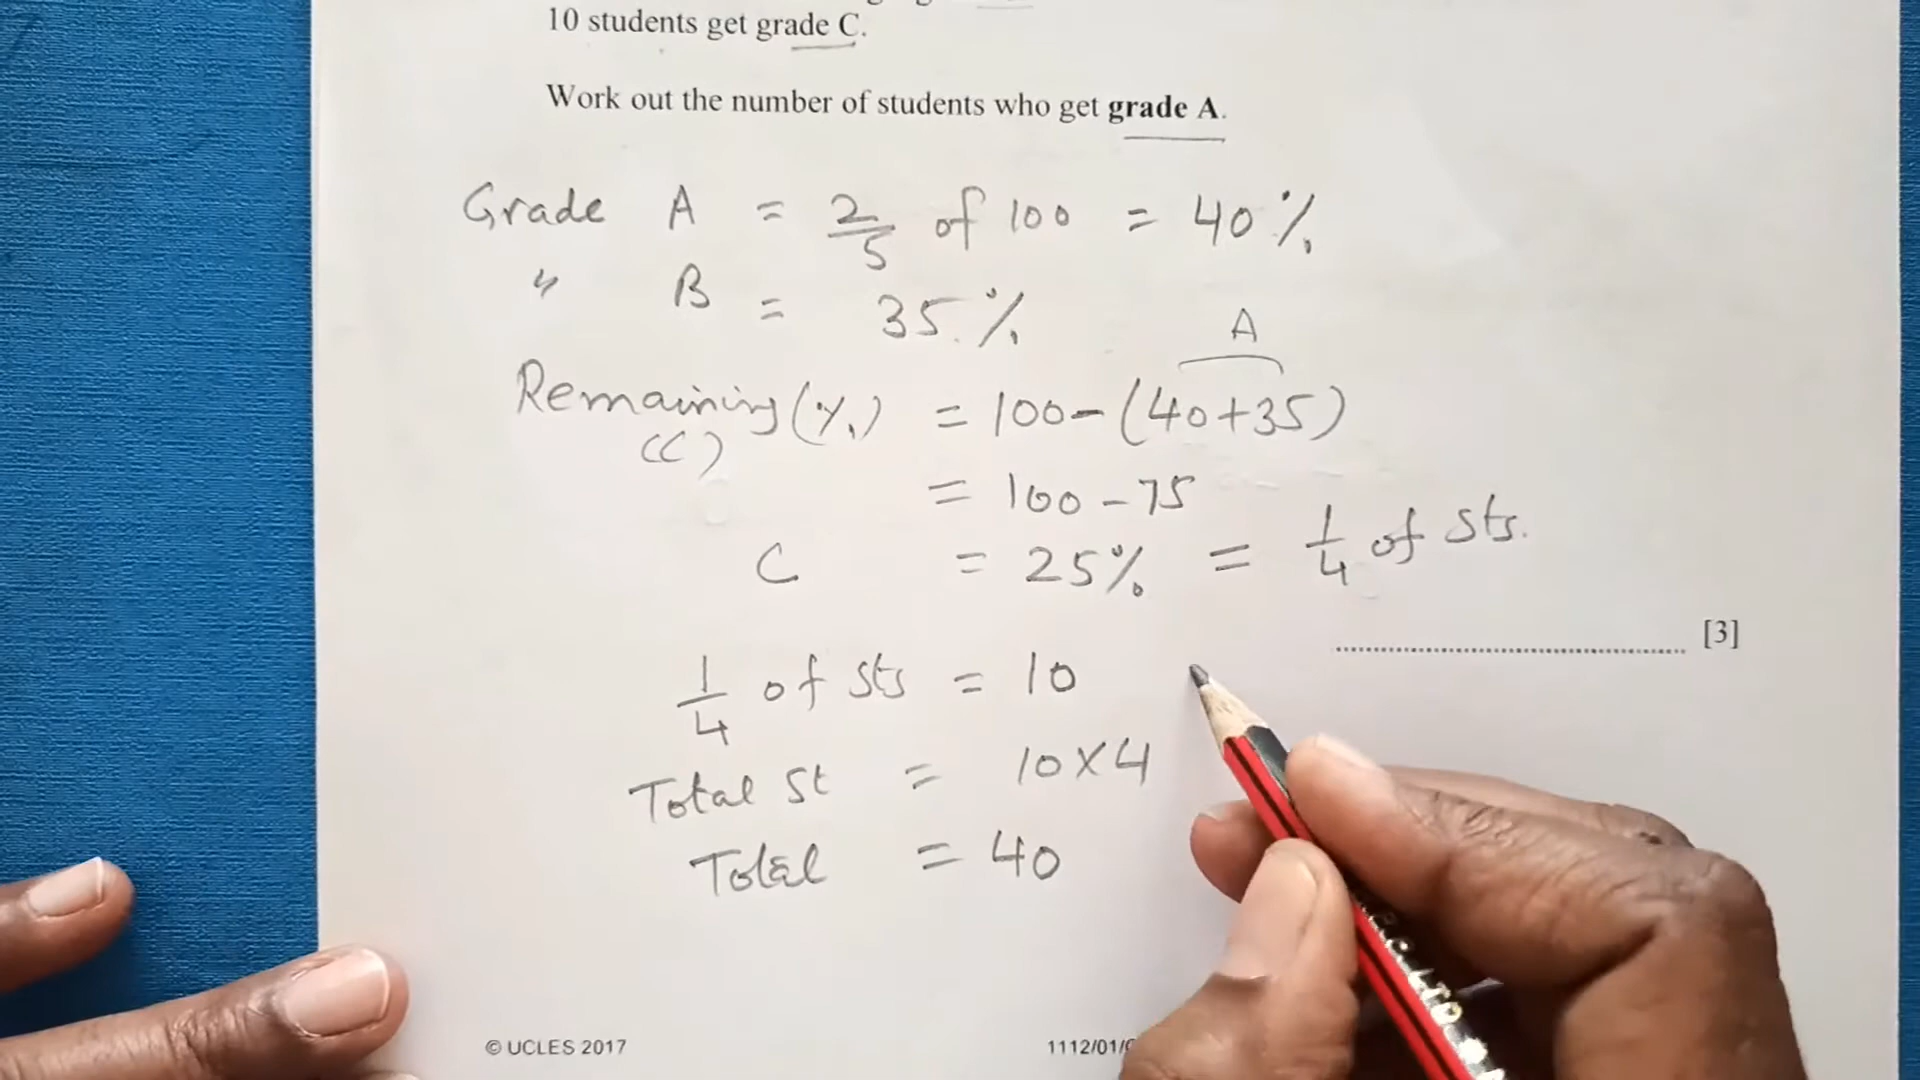 10 students get grade C.
Work out the number of students who get grade A.
Grade A = 2/5 of 100 = 40 %
" B = 35 %
A
Remaining (%) = 100 - (40+35)
(C)
= 100 - 75
C = 25% = 1/4 of Sts.
[3]
1/4 of Sts = 10
Total St = 10 x 4
Total = 40
© UCLES 2017
1112/01/